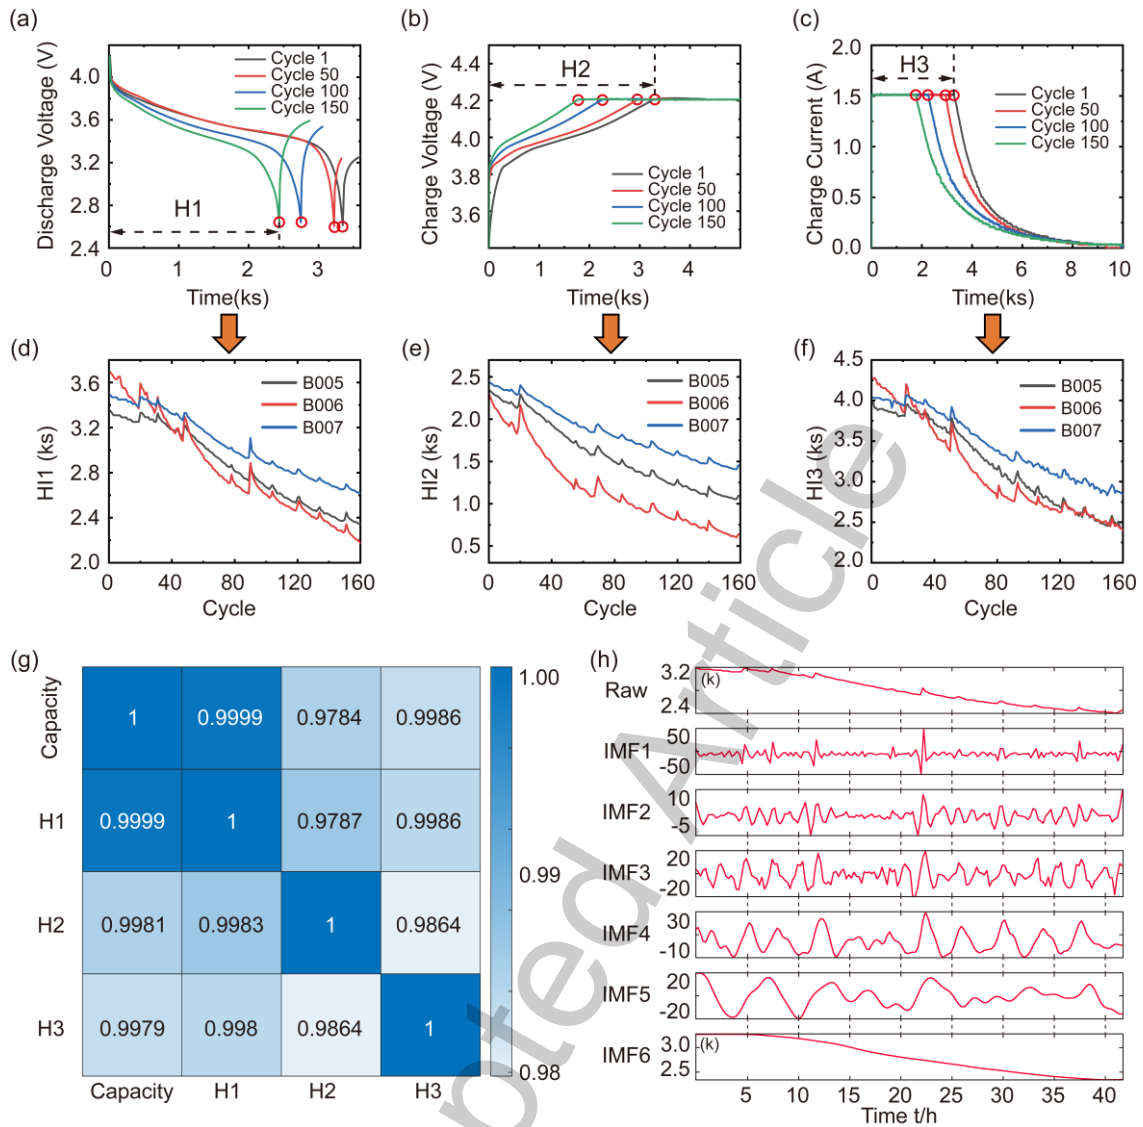 (a)
Discharge Voltage (V)
4.0
3.6
3.2
2.8
2.4
Cycle 1
Cycle 50
Cycle 100
Cycle 150
H1
0
1
2
3
Time(ks)
(b)
Charge Voltage (V)
4.4
4.2
4.0
3.8
3.6
H2
Cycle 1
Cycle 50
Cycle 100
Cycle 150
0
1
2
3
4
Time(ks)
(c)
Charge Current (A)
2.0
1.5
1.0
0.5
0.0
H3
Cycle 1
Cycle 50
Cycle 100
Cycle 150
0
2
4
6
8
10
Time(ks)
(d)
HI1 (ks)
3.6
3.2
2.8
2.4
2.0
B005
B006
B007
0
40
80
120
160
Cycle
(e)
HI2 (ks)
2.5
2.0
1.5
1.0
0.5
B005
B006
B007
0
40
80
120
160
Cycle
(f)
HI3 (ks)
4.5
4.0
3.5
3.0
2.5
2.0
B005
B006
B007
0
40
80
120
160
Cycle
(g)
Capacity
1 0.9999 0.9784 0.9986
H1
0.9999 1 0.9787 0.9986
H2
0.9981 0.9983 1 0.9864
H3
0.9979 0.998 0.9864 1
Capacity H1 H2 H3
1.00
0.99
0.98
(h)
Raw
3.2
2.4
(k)
IMF1
50
-50
IMF2
10
-5
IMF3
20
-20
IMF4
30
-10
IMF5
20
-20
IMF6
3.0
2.5
(k)
5 10 15 20 25 30 35 40
Time t/h
pted Article